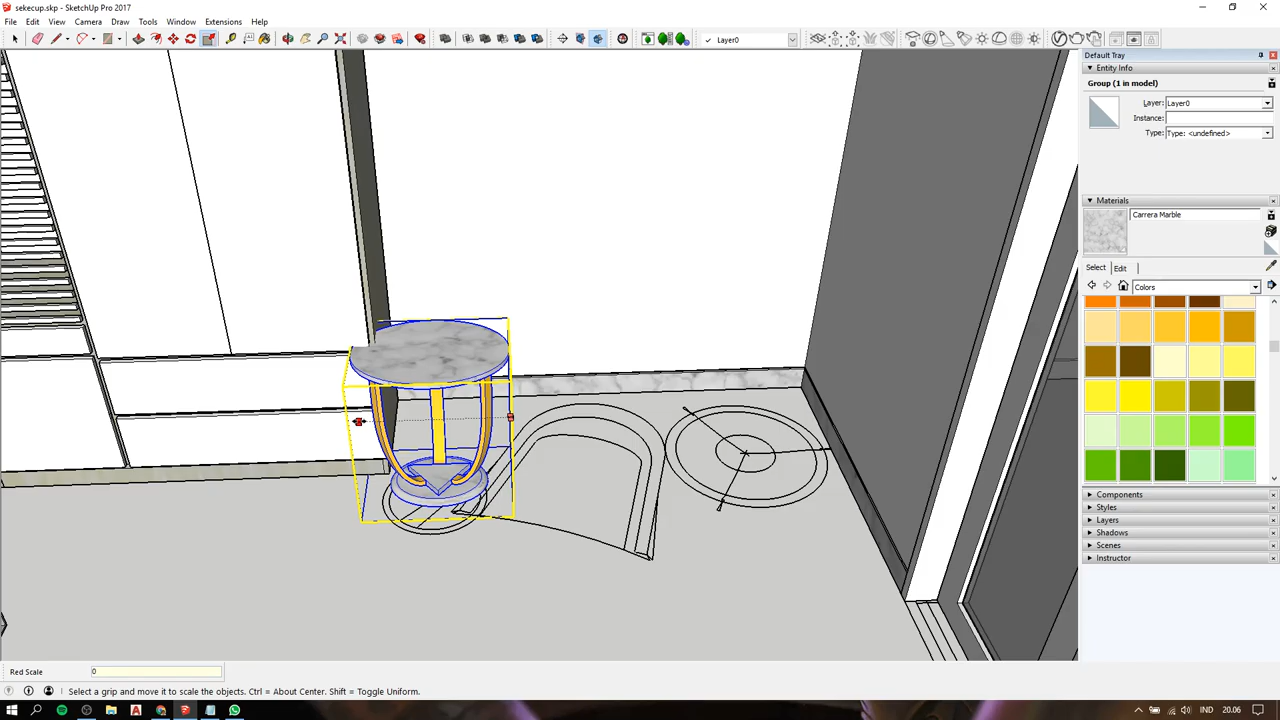 sekecup.skp - SketchUp Pro 2017
File Edit View Camera Draw Tools Window Extensions Help
Layer0
Default Tray
Entity Info
Group (1 in model)
Layer: Layer0
Instance:
Type: Type: <undefined>
Materials
Carrera Marble
Select Edit
Colors
Components
Styles
Layers
Shadows
Scenes
Instructor
Red Scale 0
Select a grip and move it to scale the objects. Ctrl = About Center. Shift = Toggle Uniform.
IND 20.06